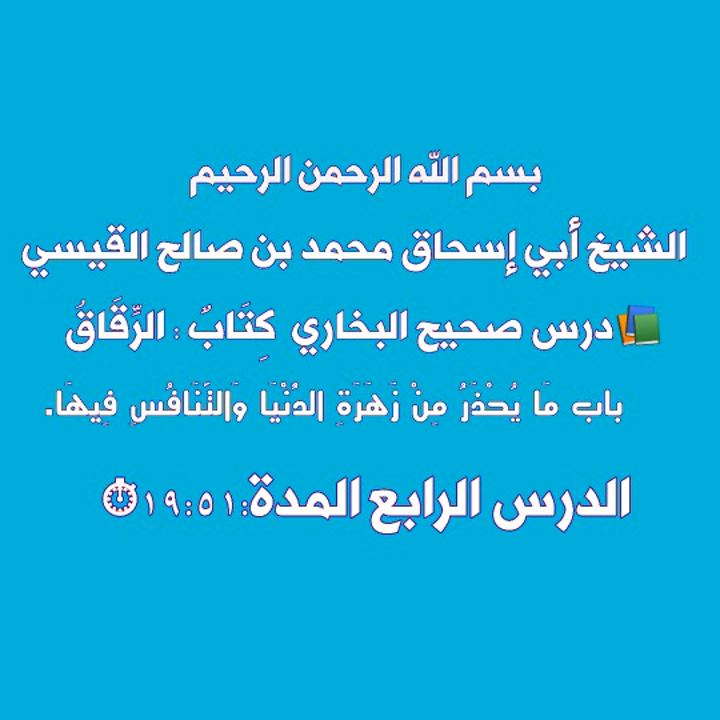 بسم الله الرحمن الرحيم
الشيخ أبي إسحاق محمد بن صالح القيسي
📚درس صحيح البخاري كِتَابُ : الرِّقَاقُ
باب مَا يُحْذَرُ مِنْ زَهَرَةِ الدُّنْيَا وَالتَّنَافُسِ فِيهَا.
الدرس الرابع المدة:١٩:٥١⏱